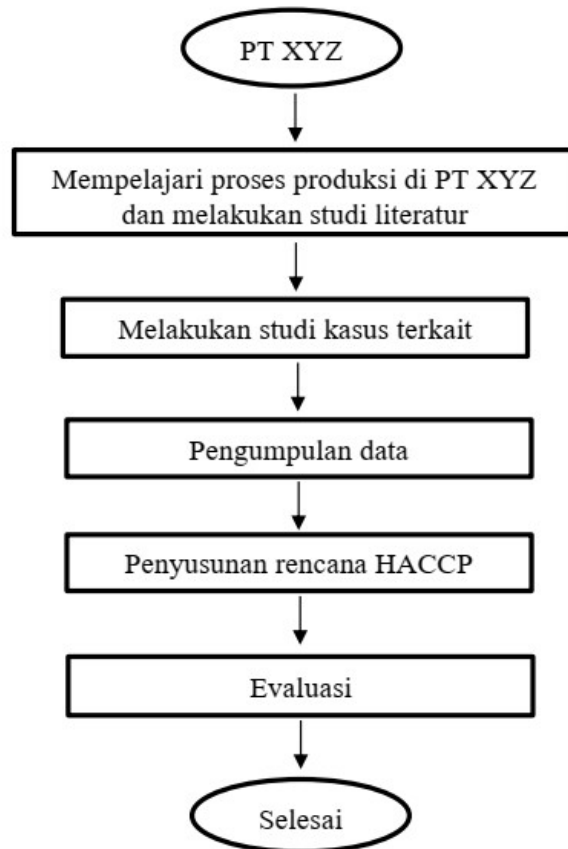 PT XYZ
Mempelajari proses produksi di PT XYZ
dan melakukan studi literatur
Melakukan studi kasus terkait
Pengumpulan data
Penyusunan rencana HACCP
Evaluasi
Selesai